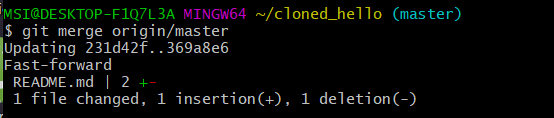 MSI@DESKTOP-F1Q7L3A MINGW64 ~/cloned_hello (master)
$ git merge origin/master
Updating 231d42f..369a8e6
Fast-forward
 README.md | 2 +-
 1 file changed, 1 insertion(+), 1 deletion(-)